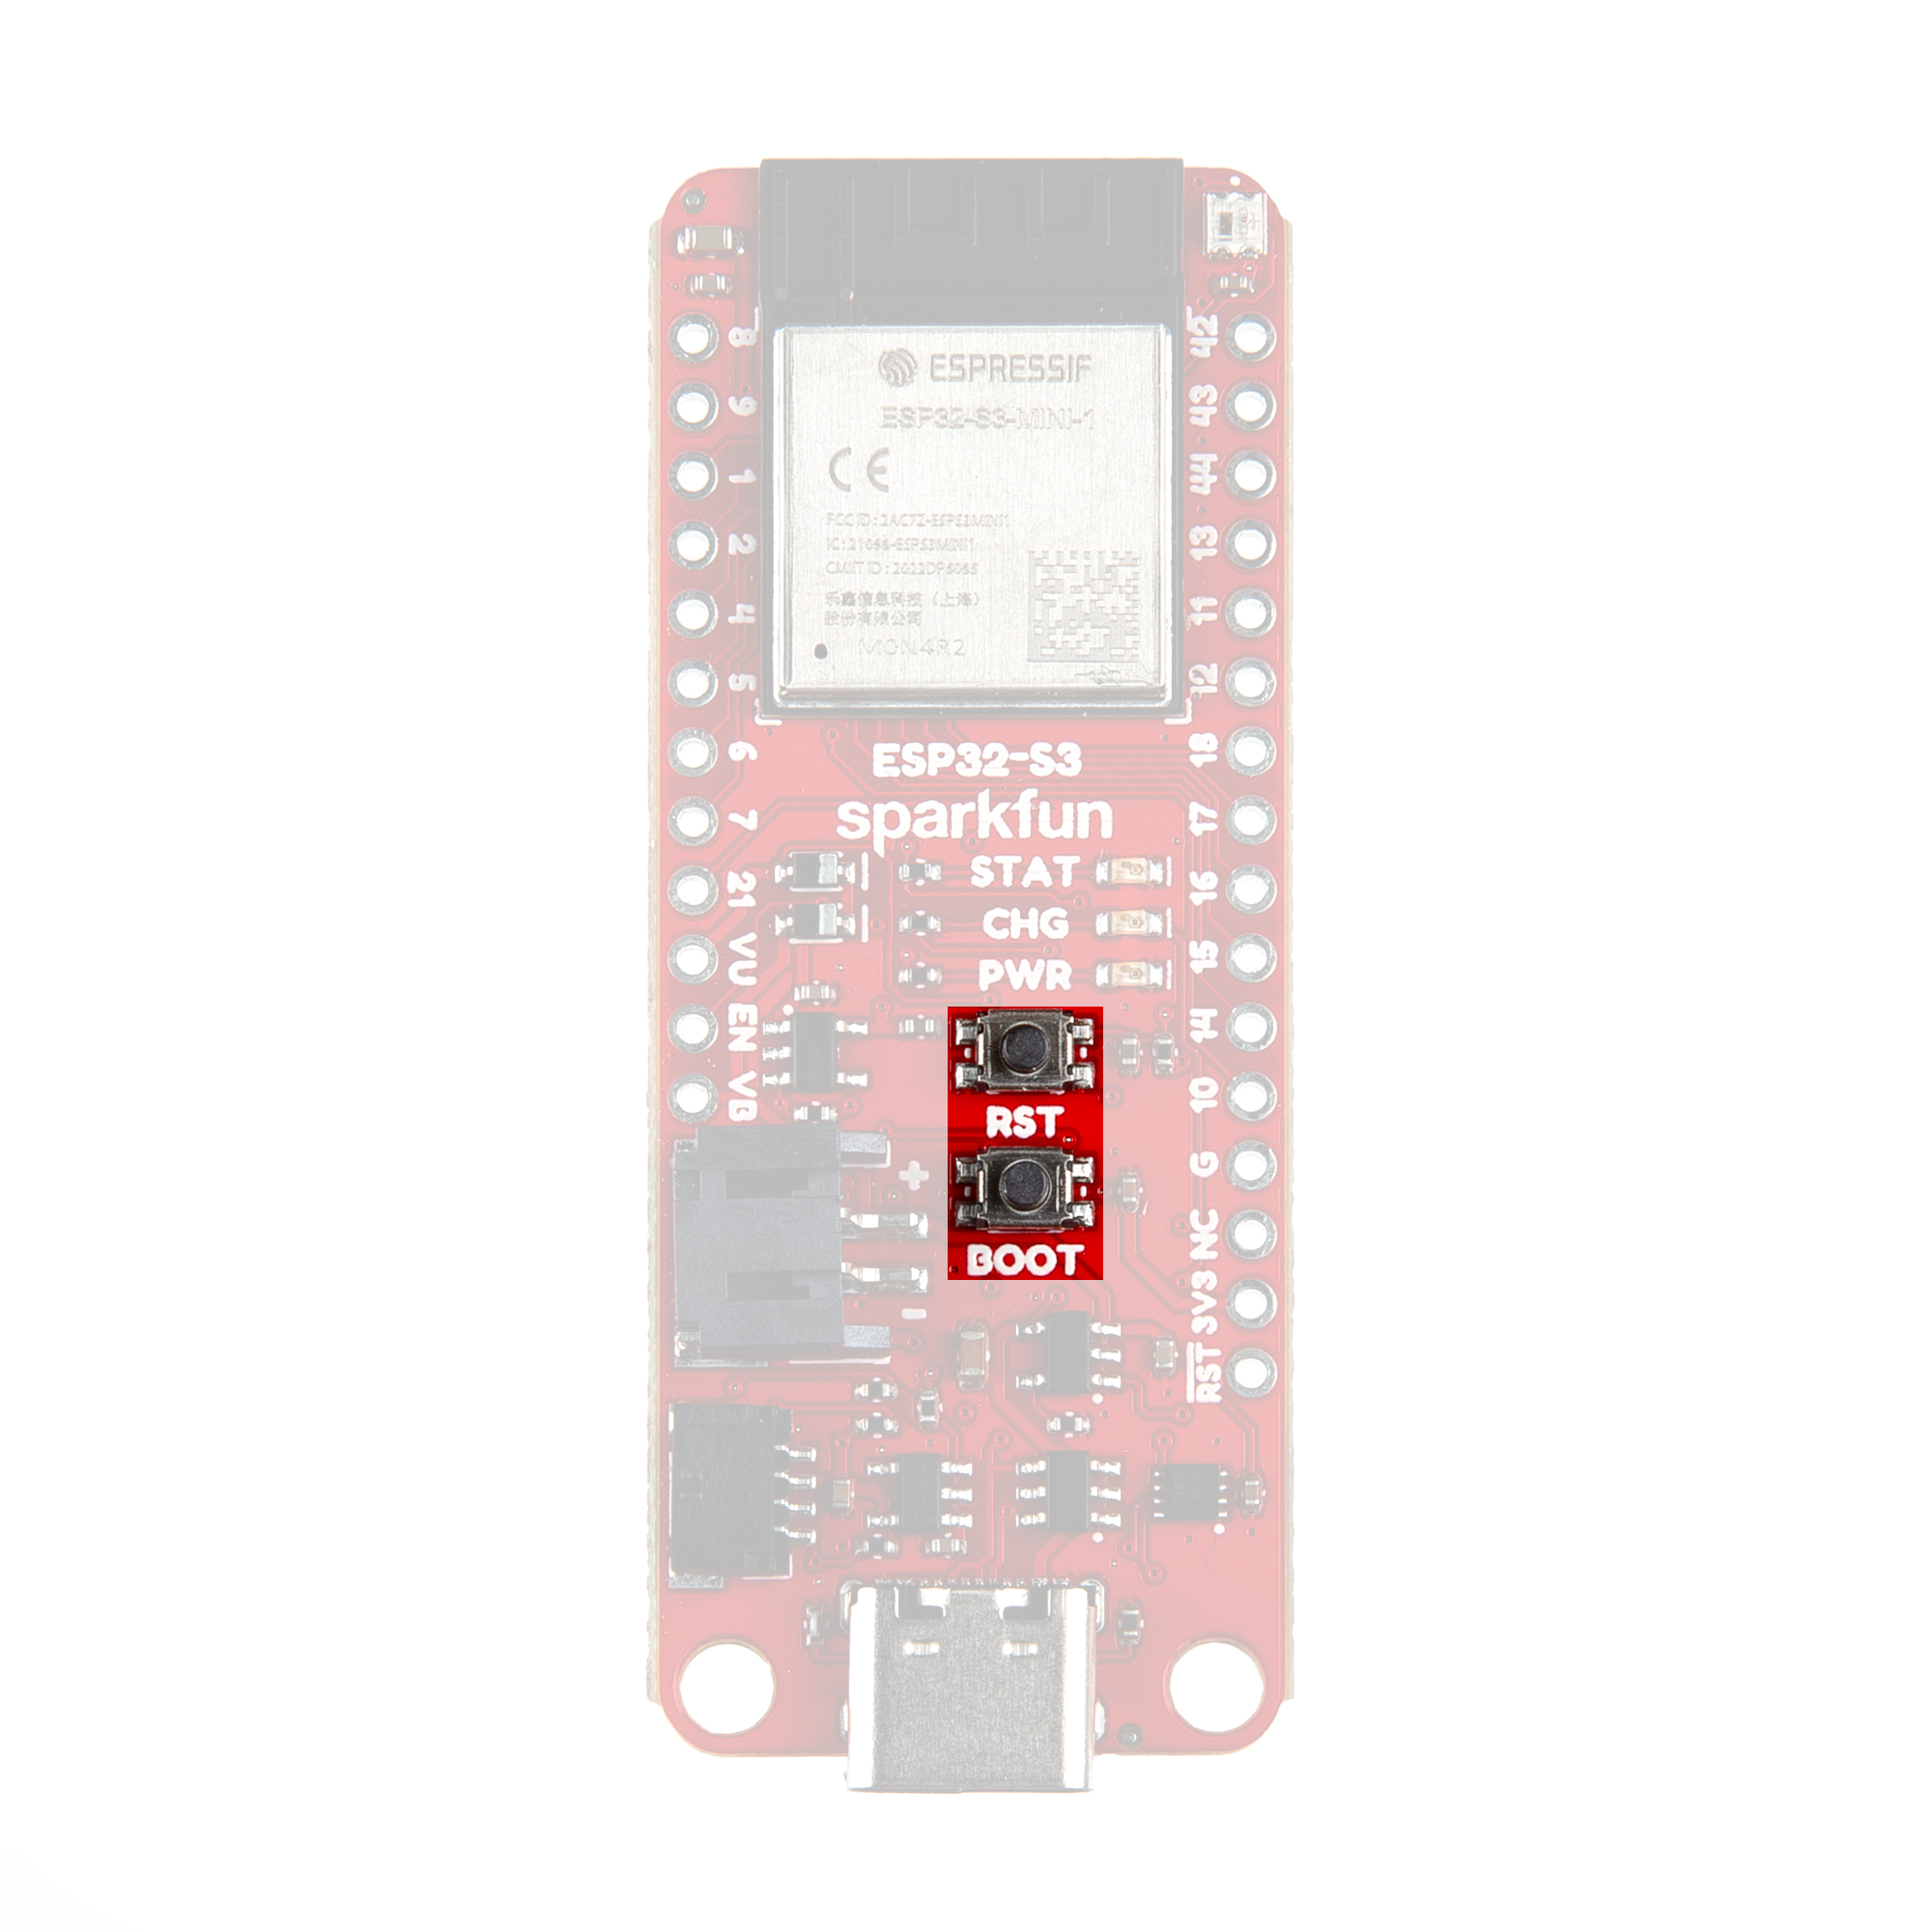 ESPRESSIF
ESP32-S3-MINI-1
CE
FCC ID: 2AC7Z-ESPS3MINI1
IC: 21098-ESPS3MINI1
CMIIT ID: 2022DP6065
乐鑫信息科技（上海）
股份有限公司
MON4R2
8
9
1
2
4
5
6
7
21
VU
EN
VB
42
43
44
13
11
12
18
17
16
15
14
10
G
NC
3V3
RST
ESP32-S3
sparkfun
STAT
CHG
PWR
RST
BOOT
+
-